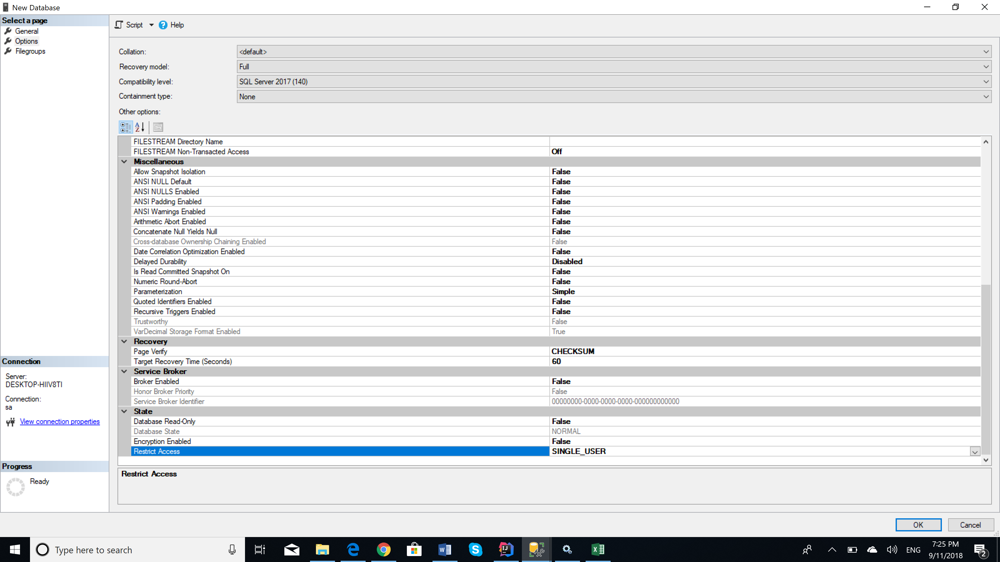 New Database
Select a page
General
Options
Filegroups
Script
Help
Collation: <default>
Recovery model: Full
Compatibility level: SQL Server 2017 (140)
Containment type: None
Other options:
FILESTREAM Directory Name
FILESTREAM Non-Transacted Access Off
Miscellaneous
Allow Snapshot Isolation False
ANSI NULL Default False
ANSI NULLS Enabled False
ANSI Padding Enabled False
ANSI Warnings Enabled False
Arithmetic Abort Enabled False
Concatenate Null Yields Null False
Cross-database Ownership Chaining Enabled False
Date Correlation Optimization Enabled False
Delayed Durability Disabled
Is Read Committed Snapshot On False
Numeric Round-Abort False
Parameterization Simple
Quoted Identifiers Enabled False
Recursive Triggers Enabled False
Trustworthy False
VarDecimal Storage Format Enabled True
Recovery
Page Verify CHECKSUM
Target Recovery Time (Seconds) 60
Service Broker
Broker Enabled False
Honor Broker Priority False
Service Broker Identifier 00000000-0000-0000-0000-000000000000
State
Database Read-Only False
Database State NORMAL
Encryption Enabled False
Restrict Access SINGLE_USER
Restrict Access
Connection
Server:
DESKTOP-HIIV8TI
Connection:
sa
View connection properties
Progress
Ready
OK
Cancel
Type here to search
ENG
7:25 PM
9/11/2018
2